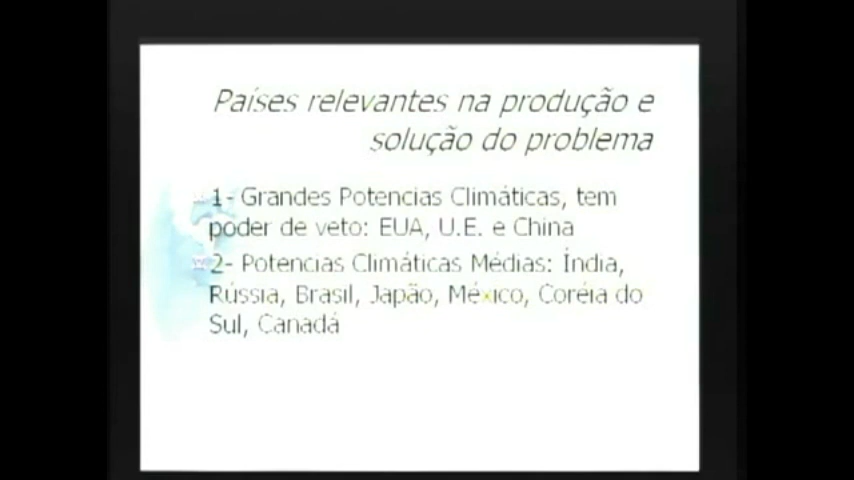 Países relevantes na produção e
solução do problema
1- Grandes Potencias Climáticas, tem
poder de veto: EUA, U.E. e China
2- Potencias Climáticas Médias: Índia,
Rússia, Brasil, Japão, México, Coréia do
Sul, Canadá